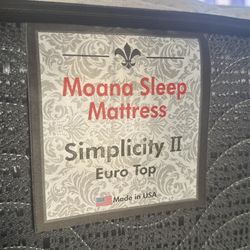 Moana Sleep
Mattress
Simplicity II
Euro Top
Made in USA